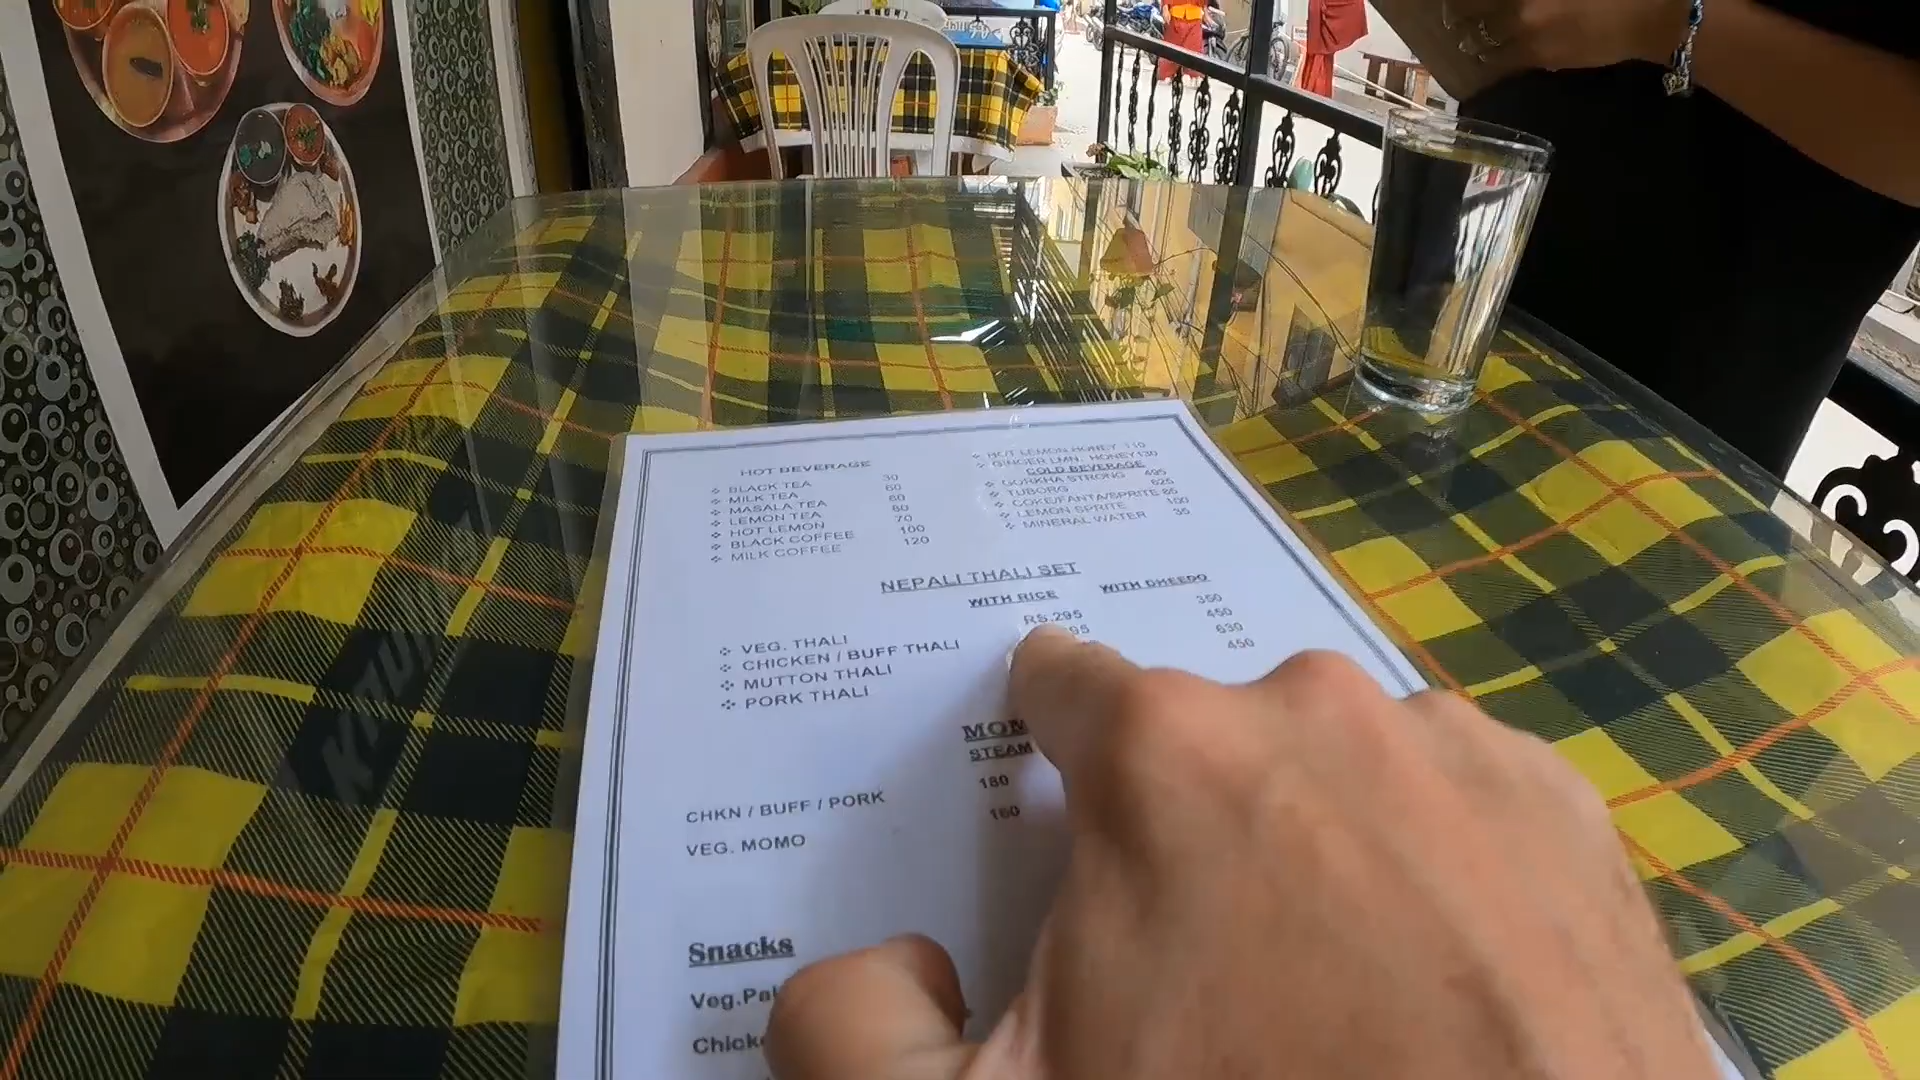 HOT BEVERAGE
BLACK TEA 30
MILK TEA 60
MASALA TEA 60
LEMON TEA 60
HOT LEMON 70
BLACK COFFEE 100
MILK COFFEE 120
HOT LEMON HONEY 110
GINGER LMN. HONEY 130
COLD BEVERAGE
GORKHA STRONG 495
TUBORG 625
COKE/FANTA/SPRITE 85
LEMON SPRITE 100
MINERAL WATER 35
NEPALI THALI SET
WITH RICE WITH DHEEDO
VEG. THALI RS.295 350
CHICKEN / BUFF THALI 450
MUTTON THALI 630
PORK THALI 450
STEAM
CHKN / BUFF / PORK 180
VEG. MOMO 160
Snacks